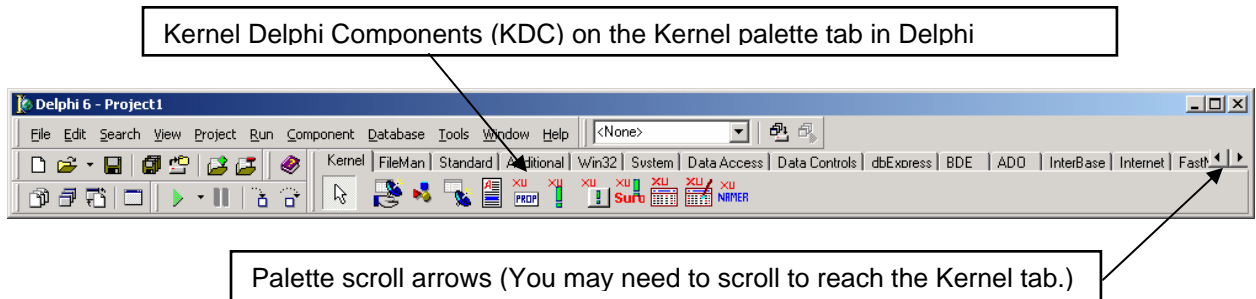 Kernel Delphi Components (KDC) on the Kernel palette tab in Delphi
Delphi 6 - Project1
File Edit Search View Project Run Component Database Tools Window Help <None>
Kernel FileMan Standard Additional Win32 System Data Access Data Controls dbExpress BDE ADO InterBase Internet
XU PROP XU XU XU Sure XU XU XU NAMER
Palette scroll arrows (You may need to scroll to reach the Kernel tab.)